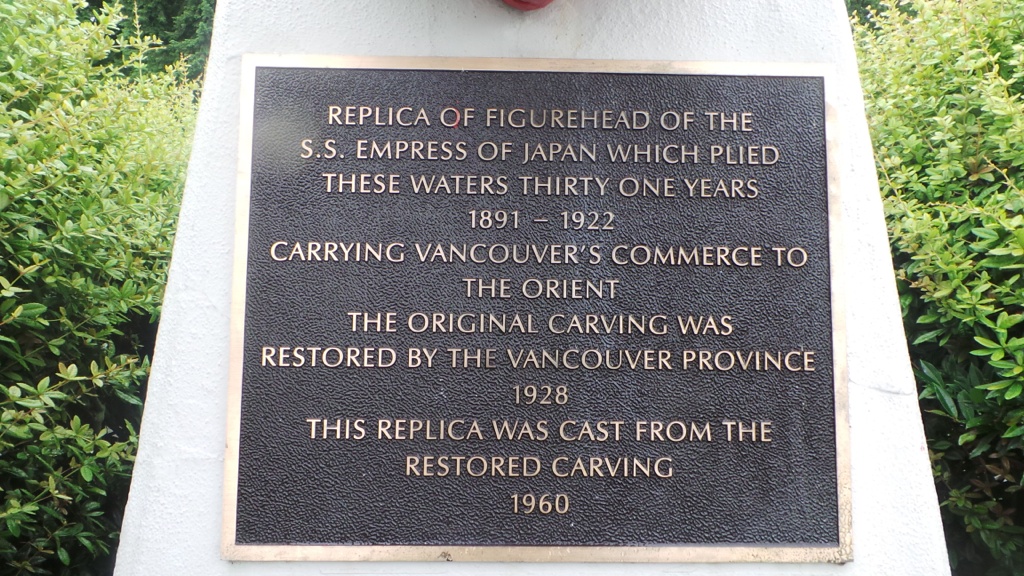 REPLICA OF FIGUREHEAD OF THE
S.S. EMPRESS OF JAPAN WHICH PLIED
THESE WATERS THIRTY ONE YEARS
1891 – 1922
CARRYING VANCOUVER'S COMMERCE TO
THE ORIENT
THE ORIGINAL CARVING WAS
RESTORED BY THE VANCOUVER PROVINCE
1928
THIS REPLICA WAS CAST FROM THE
RESTORED CARVING
1960